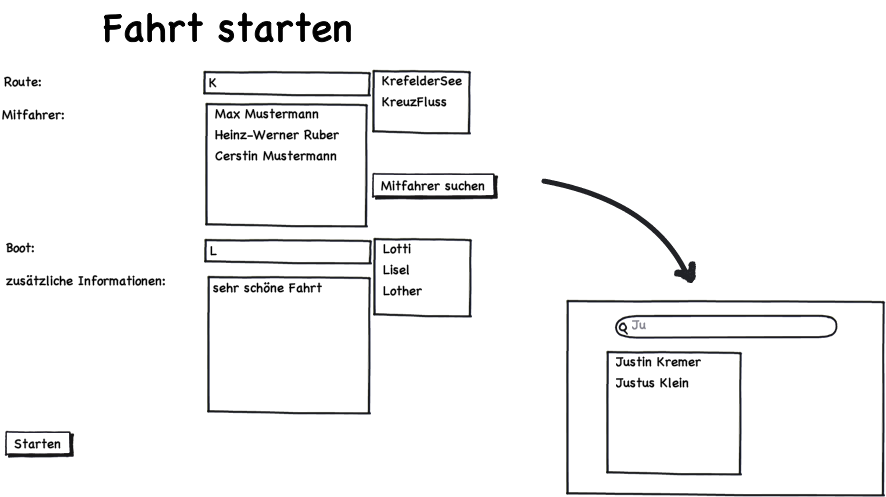 Fahrt starten
Route:
K
KrefelderSee
KreuzFluss
Mitfahrer:
Max Mustermann
Heinz-Werner Ruber
Cerstin Mustermann
Mitfahrer suchen
Boot:
L
Lotti
Lisel
Lother
zusätzliche Informationen:
sehr schöne Fahrt
Starten
Ju
Justin Kremer
Justus Klein